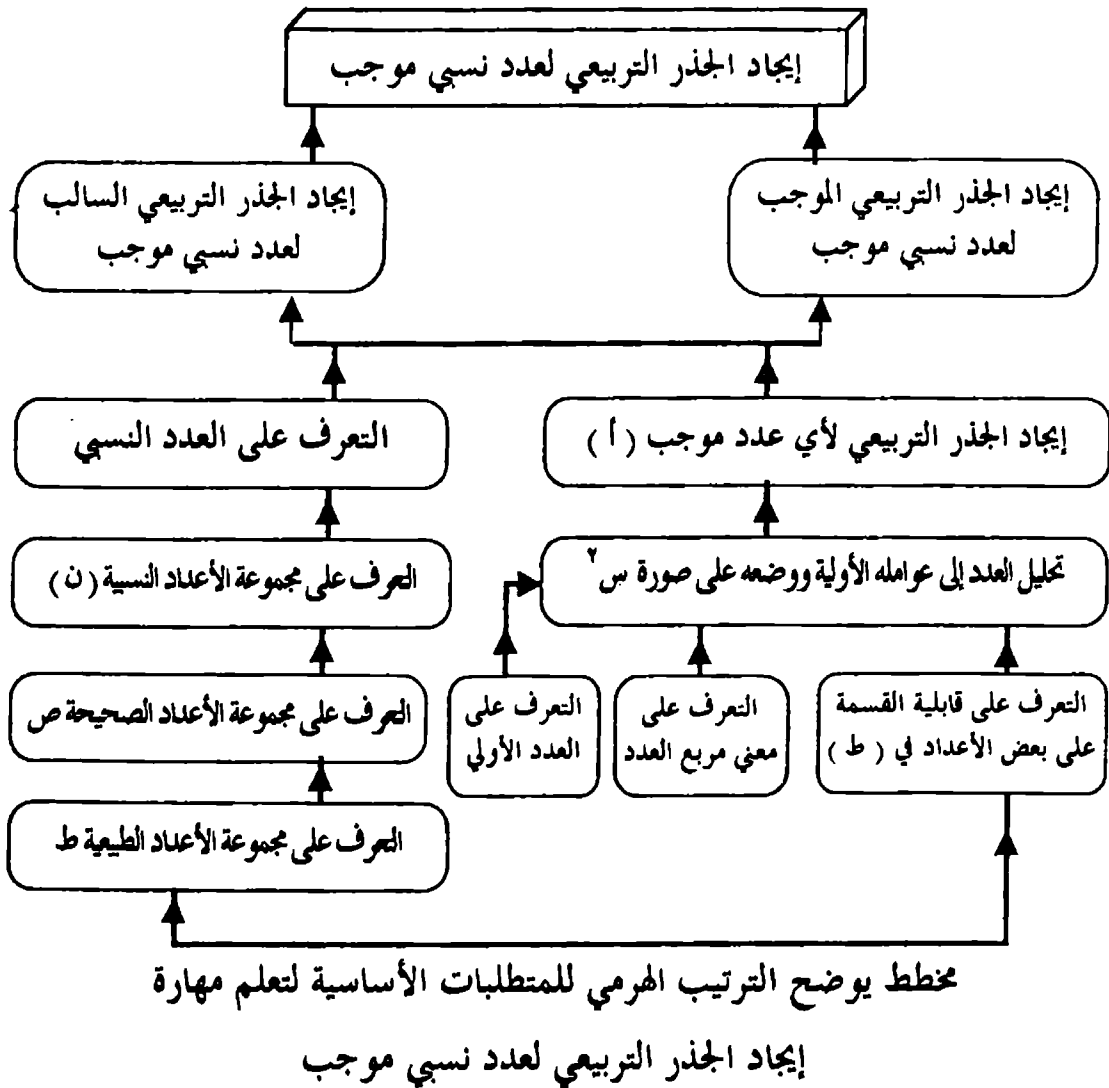 إيجاد الجذر التربيعي لعدد نسبي موجب
إيجاد الجذر التربيعي الموجب
لعدد نسبي موجب
إيجاد الجذر التربيعي السالب
لعدد نسبي موجب
إيجاد الجذر التربيعي لأي عدد موجب ( أ )
التعرف على العدد النسبي
تحليل العدد إلى عوامله الأولية ووضعه على صورة س٢
التعرف على مجموعة الأعداد النسبية ( ن )
التعرف على قابلية القسمة
على بعض الأعداد في ( ط )
التعرف على
معني مربع العدد
التعرف على
العدد الأولي
التعرف على مجموعة الأعداد الصحيحة ص
التعرف على مجموعة الأعداد الطبيعية ط
مخطط يوضح الترتيب الهرمي للمتطلبات الأساسية لتعلم مهارة
إيجاد الجذر التربيعي لعدد نسبي موجب